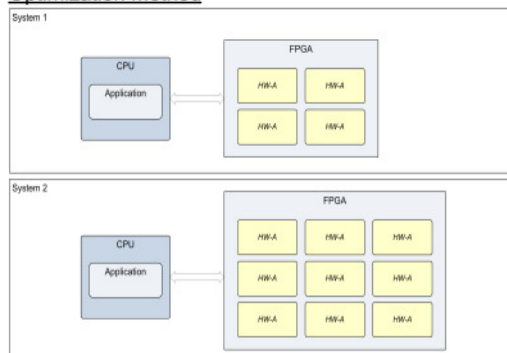 System 1
FPGA
CPU
Application
HW-A HW-A
HW-A HW-A
System 2
FPGA
CPU
Application
HW-A HW-A HW-A
HW-A HW-A HW-A
HW-A HW-A HW-A